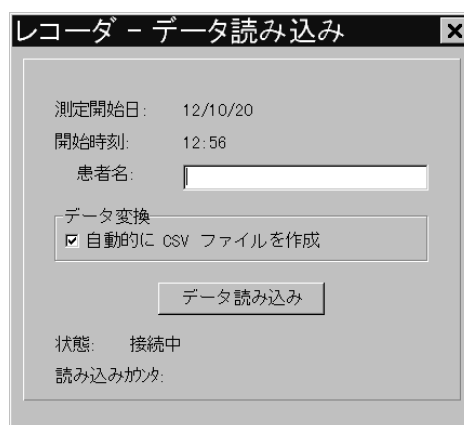 レコーダ － データ読み込み
測定開始日: 12/10/20
開始時刻: 12:56
患者名:
データ変換
自動的に CSV ファイルを作成
データ読み込み
状態: 接続中
読み込みｶｳﾝﾀ: